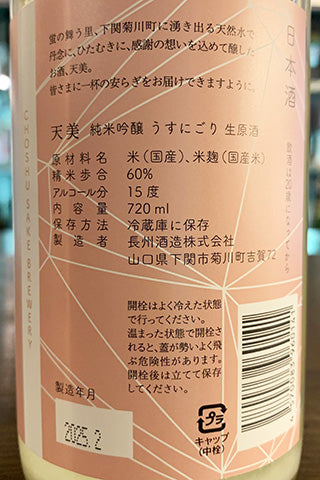 蛍の舞う里、下関菊川町に湧き出る天然水で
丹念に、ひたむきに、感謝の想いを込めて醸した
お酒、天美。
皆さまに一杯の安らぎをお届けできますように。
天美 純米吟醸 うすにごり 生原酒
原材料名 米（国産）、米麹（国産米）
精米歩合 60%
アルコール分 15度
内容量 720ml
保存方法 冷蔵庫に保存
製造者 長州酒造株式会社
山口県下関市菊川町吉賀72
開栓はよく冷えた状態
で行ってください。
温まった状態で開栓さ
れると、蓋が勢いよく飛
ぶ危険性があります。
開栓後は立てて保存
してください。
製造年月
2025.2
プラ
キャップ
（中栓）
日本酒
飲酒は20歳になってから
CHOSHU SAKE BREWERY